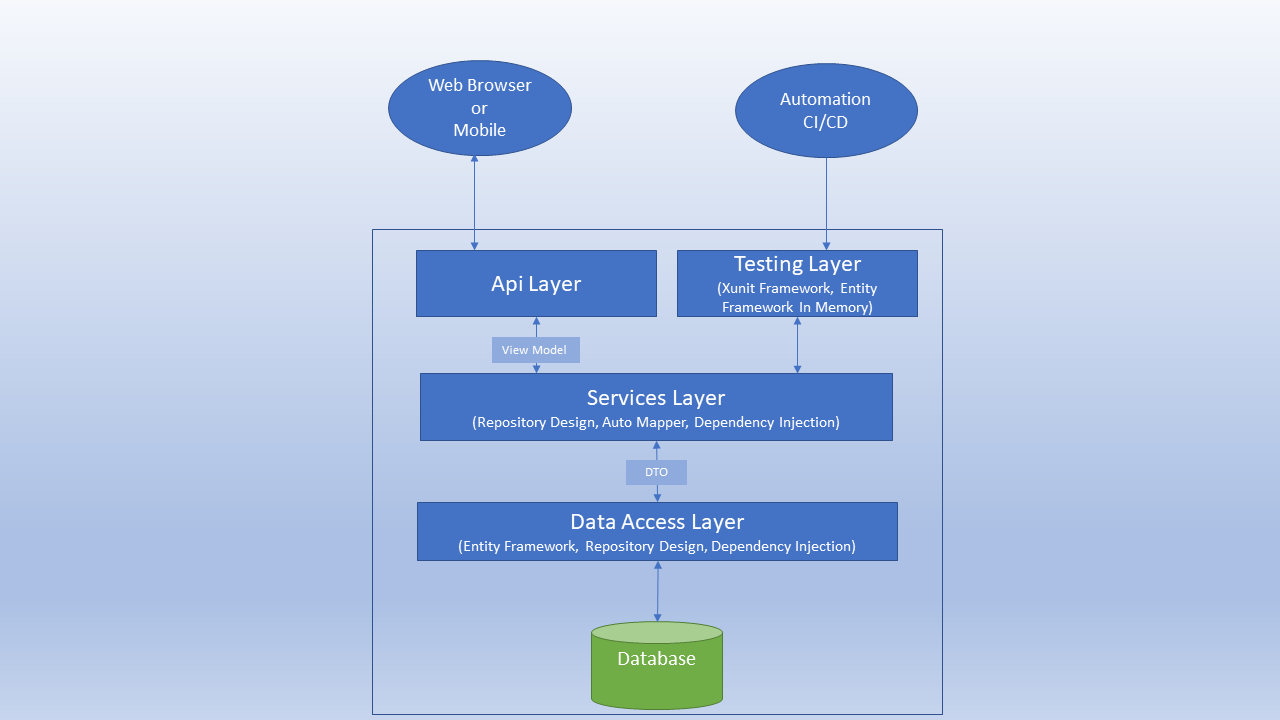 Web Browser
or
Mobile
Automation
CI/CD
Api Layer
Testing Layer
(Xunit Framework, Entity
Framework In Memory)
View Model
Services Layer
(Repository Design, Auto Mapper, Dependency Injection)
DTO
Data Access Layer
(Entity Framework, Repository Design, Dependency Injection)
Database